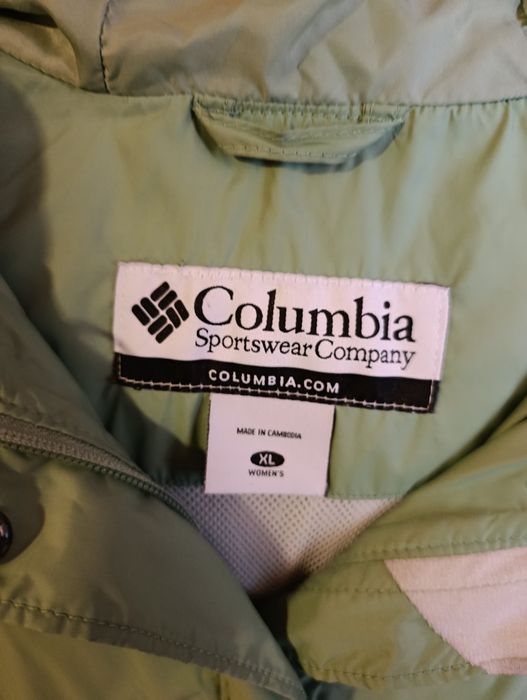 Columbia
Sportswear Company
COLUMBIA.COM
MADE IN CAMBODIA
XL
WOMEN'S